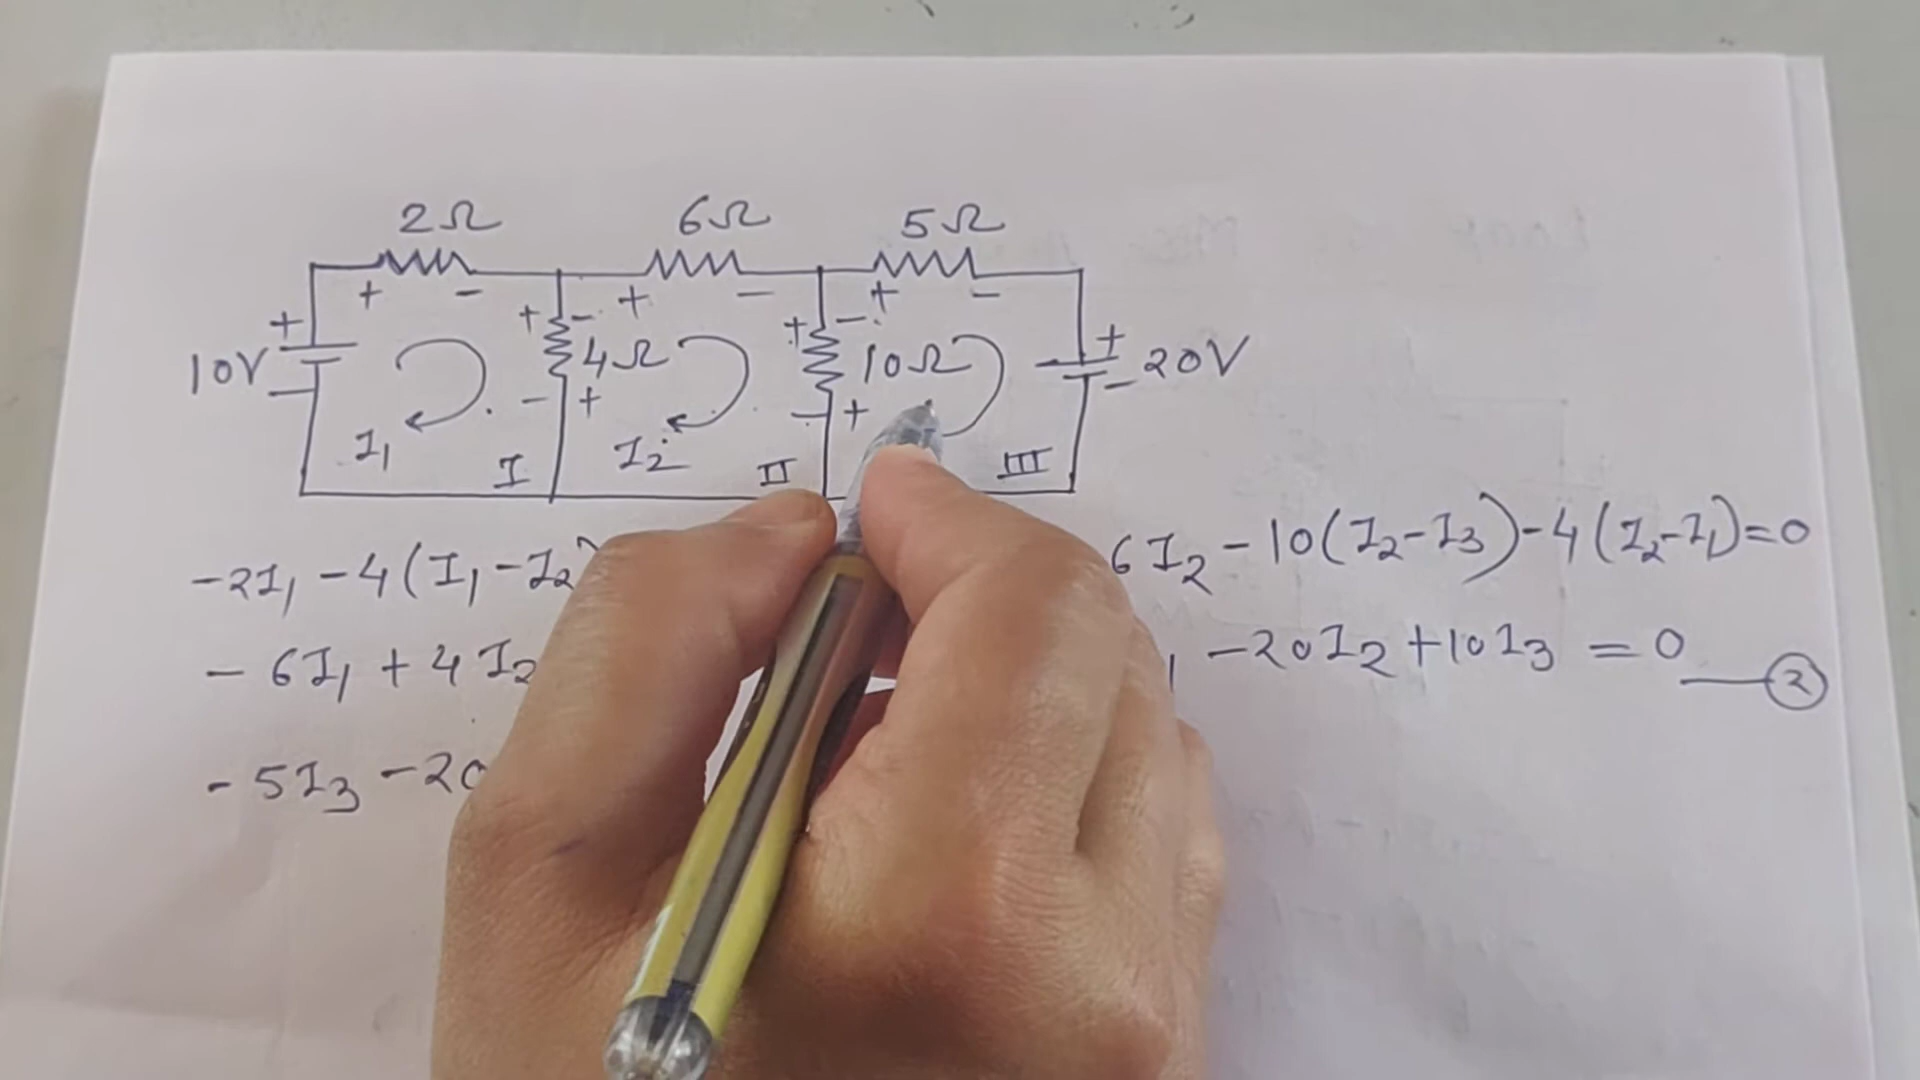 2Ω 6Ω 5Ω
+ - + - + -
+ + - + - +
10V 4Ω 10Ω 20V
- - + - + -
I₁ I I₂ II III
-2I₁ -4(I₁-I₂) 6I₂ -10(I₂-I₃)-4(I₂-I₁)=0
- 6I₁ + 4I₂ ₁ -20I₂ +10I₃ = 0 — ②
- 5I₃ -20